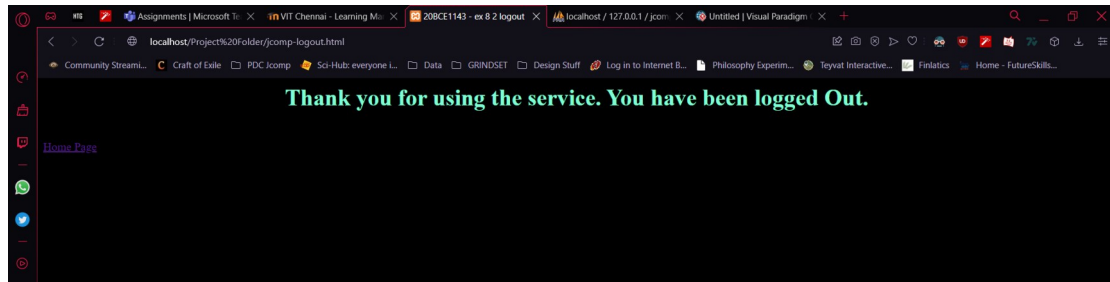 Assignments | Microsoft Te
VIT Chennai - Learning Ma
20BCE1143 - ex 8 2 logout
localhost / 127.0.0.1 / jcom
Untitled | Visual Paradigm
localhost/Project%20Folder/jcomp-logout.html
Community Streami... Craft of Exile PDC Jcomp Sci-Hub: everyone i... Data GRINDSET Design Stuff Log in to Internet B... Philosophy Experim... Teyvat Interactive... Finlatics Home - FutureSkills...
Thank you for using the service. You have been logged Out.
Home Page